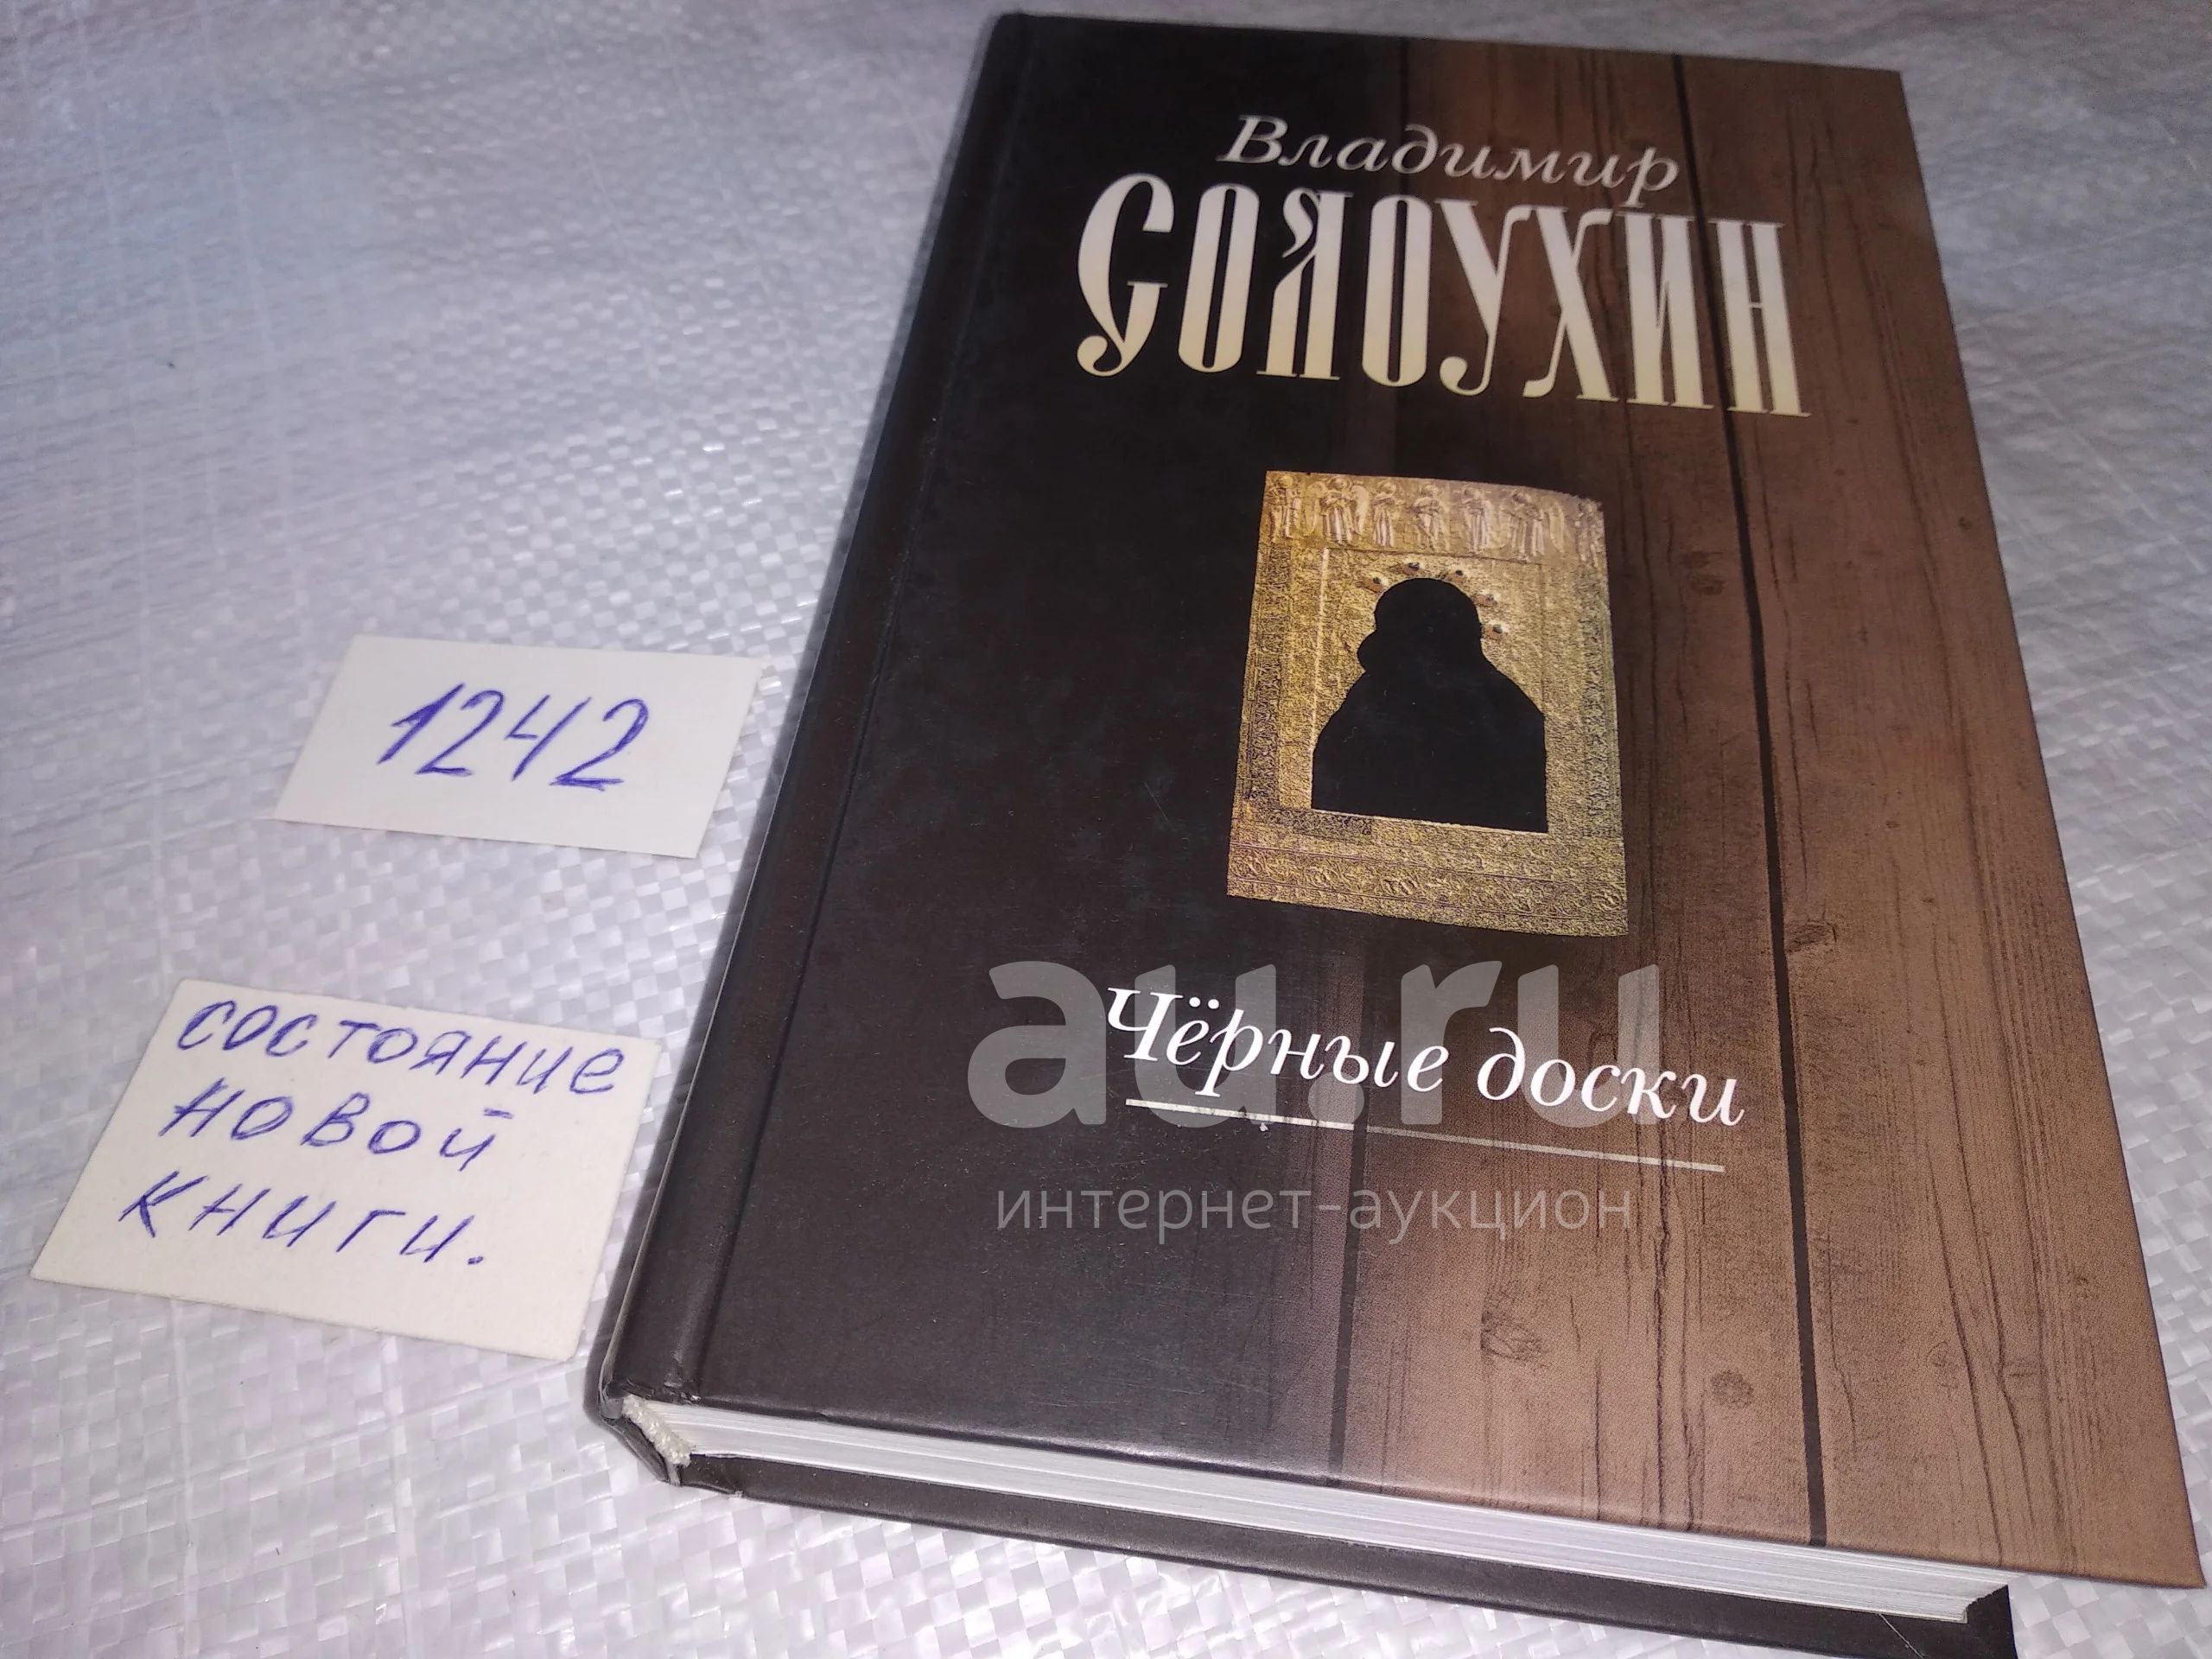 Владимир
СОЛОУХИН
1242
состояние
новой
книги.
Чёрные доски
au.ru
интернет-аукцион